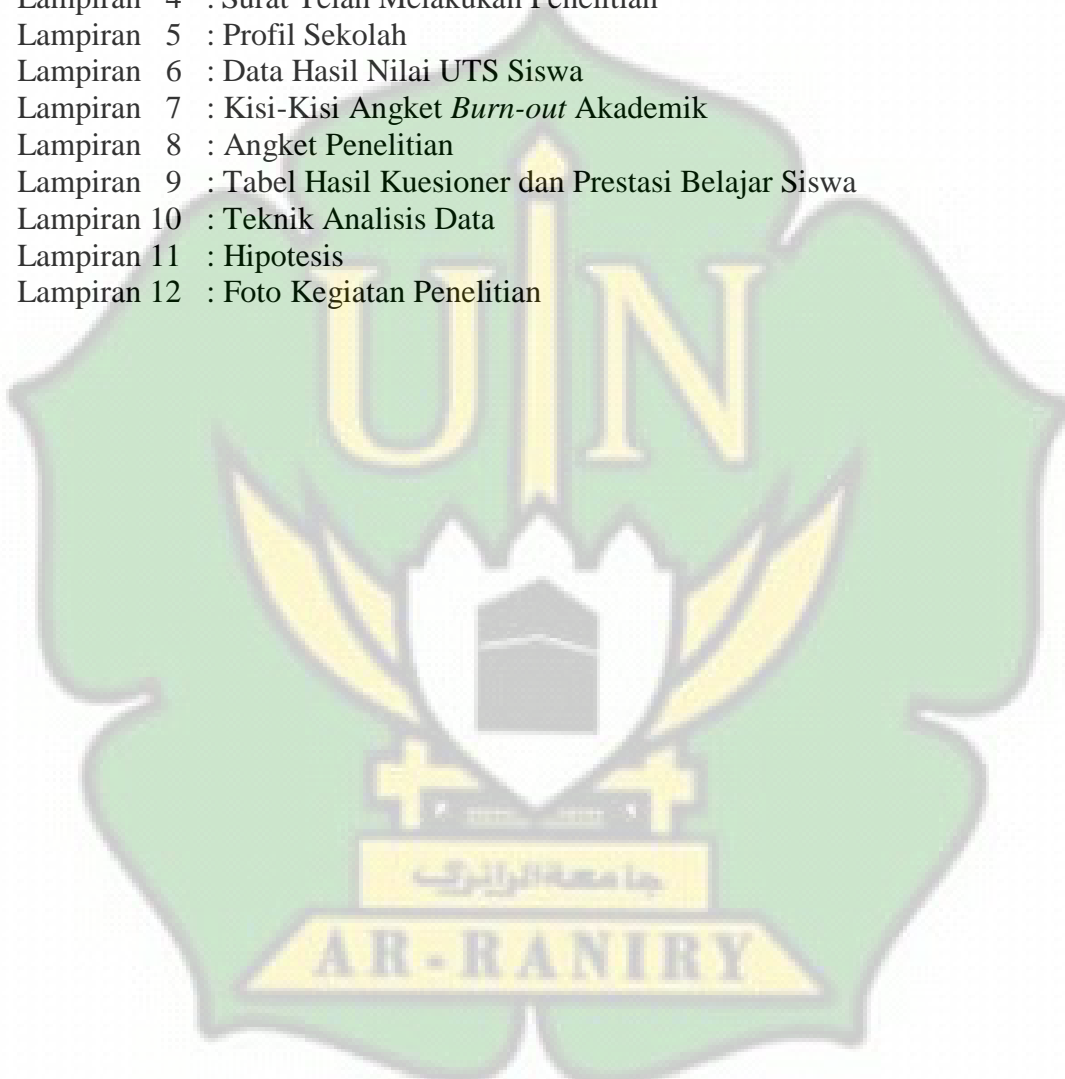 Lampiran 4 : Surat Telah Melakukan Penelitian
Lampiran 5 : Profil Sekolah
Lampiran 6 : Data Hasil Nilai UTS Siswa
Lampiran 7 : Kisi-Kisi Angket Burn-out Akademik
Lampiran 8 : Angket Penelitian
Lampiran 9 : Tabel Hasil Kuesioner dan Prestasi Belajar Siswa
Lampiran 10 : Teknik Analisis Data
Lampiran 11 : Hipotesis
Lampiran 12 : Foto Kegiatan Penelitian
UIN
جامعة الرانري
AR-RANIRY